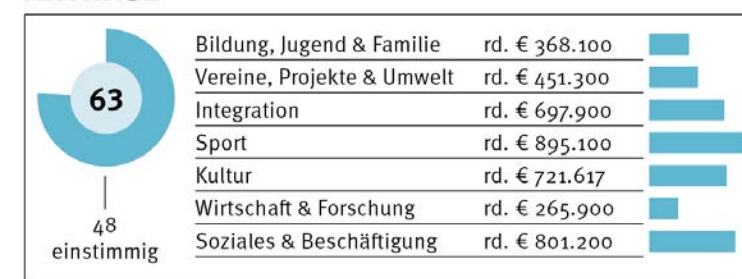 63
48
einstimmig
Bildung, Jugend & Familie rd. € 368.100
Vereine, Projekte & Umwelt rd. € 451.300
Integration rd. € 697.900
Sport rd. € 895.100
Kultur rd. € 721.617
Wirtschaft & Forschung rd. € 265.900
Soziales & Beschäftigung rd. € 801.200